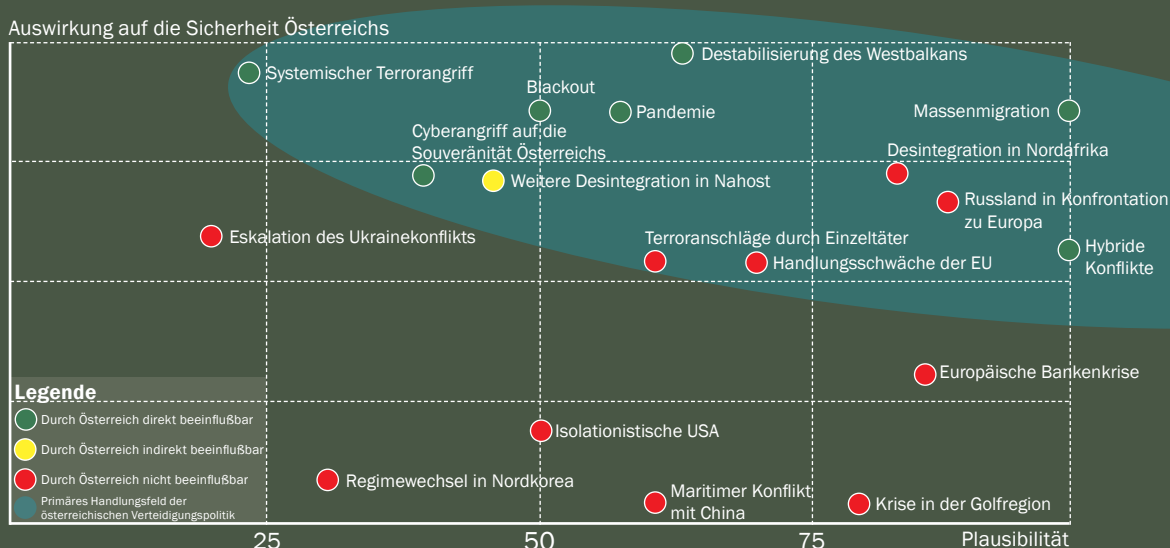 Auswirkung auf die Sicherheit Österreichs
Destabilisierung des Westbalkans
Systemischer Terrorangriff
Blackout
Pandemie
Massenmigration
Cyberangriff auf die
Souveränität Österreichs
Desintegration in Nordafrika
Weitere Desintegration in Nahost
Russland in Konfrontation
zu Europa
Eskalation des Ukrainekonflikts
Terroranschläge durch Einzeltäter
Handlungsschwäche der EU
Hybride
Konflikte
Europäische Bankenkrise
Isolationistische USA
Regimewechsel in Nordkorea
Maritimer Konflikt
mit China
Krise in der Golfregion
Legende
Durch Österreich direkt beeinflußbar
Durch Österreich indirekt beeinflußbar
Durch Österreich nicht beeinflußbar
Primäres Handlungsfeld der
österreichischen Verteidigungspolitik
25
50
75
Plausibilität